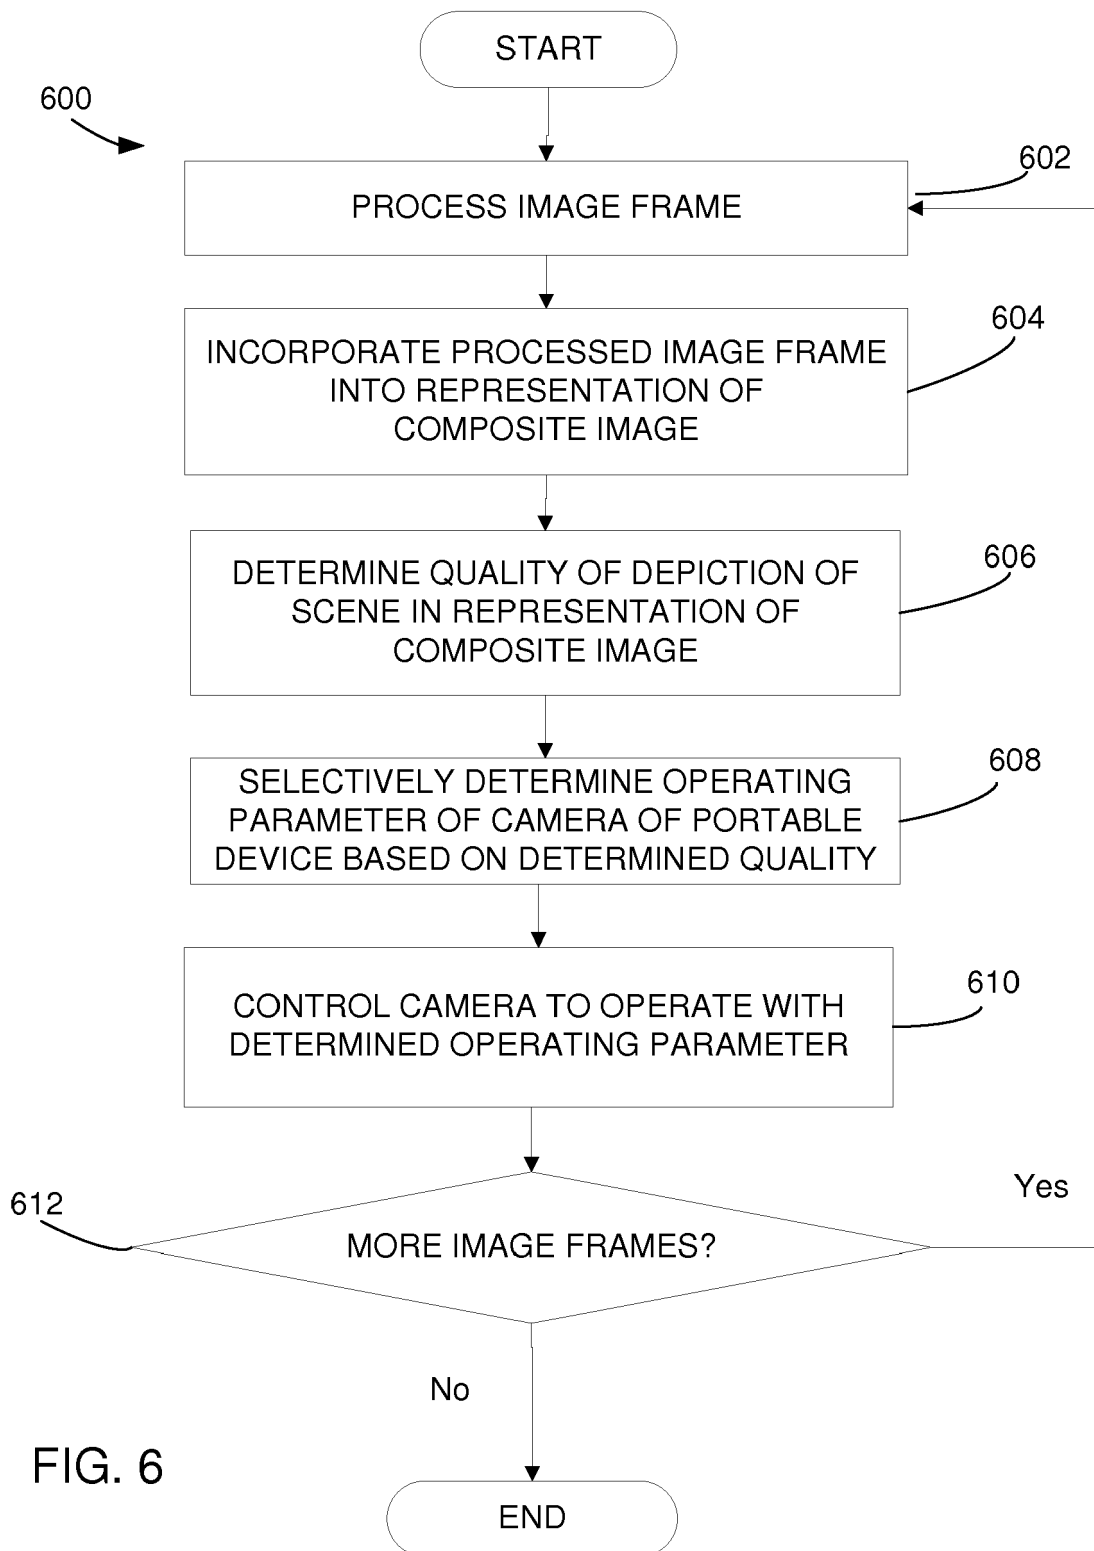 START
600
602
PROCESS IMAGE FRAME
604
INCORPORATE PROCESSED IMAGE FRAME
INTO REPRESENTATION OF
COMPOSITE IMAGE
606
DETERMINE QUALITY OF DEPICTION OF
SCENE IN REPRESENTATION OF
COMPOSITE IMAGE
608
SELECTIVELY DETERMINE OPERATING
PARAMETER OF CAMERA OF PORTABLE
DEVICE BASED ON DETERMINED QUALITY
610
CONTROL CAMERA TO OPERATE WITH
DETERMINED OPERATING PARAMETER
612
Yes
MORE IMAGE FRAMES?
No
FIG. 6
END